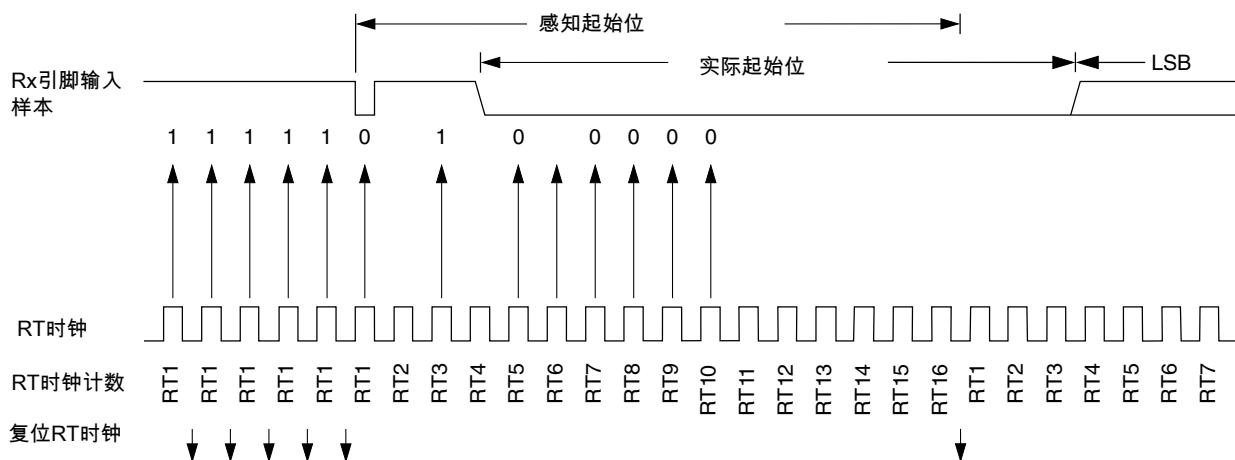 感知起始位
实际起始位
LSB
Rx引脚输入
样本
1 1 1 1 1 0 1 0 0 0 0 0
RT时钟
RT时钟计数
RT1 RT1 RT1 RT1 RT1 RT1 RT2 RT3 RT4 RT5 RT6 RT7 RT8 RT9 RT10 RT11 RT12 RT13 RT14 RT15 RT16 RT1 RT2 RT3 RT4 RT5 RT6 RT7
复位RT时钟